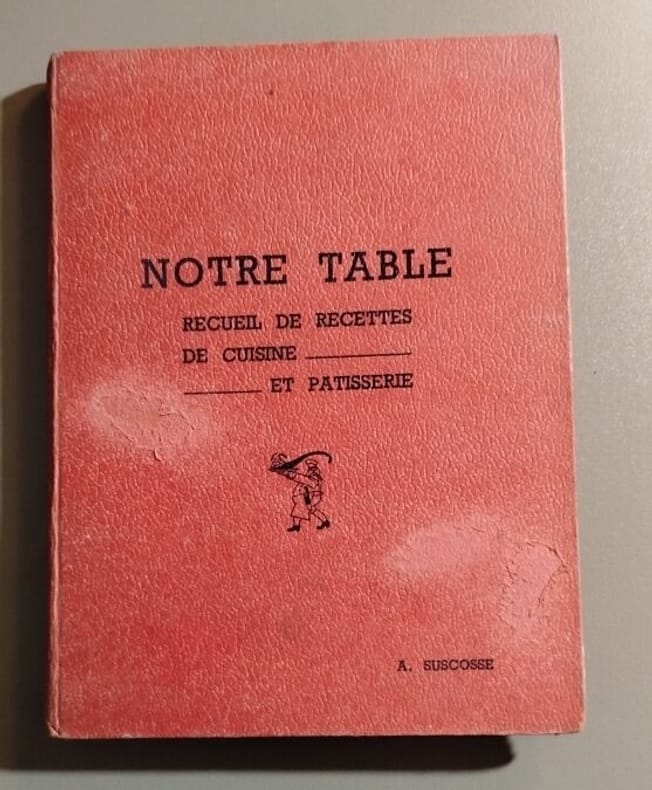 NOTRE TABLE
RECUEIL DE RECETTES
DE CUISINE
ET PATISSERIE
A. SUSCOSSE